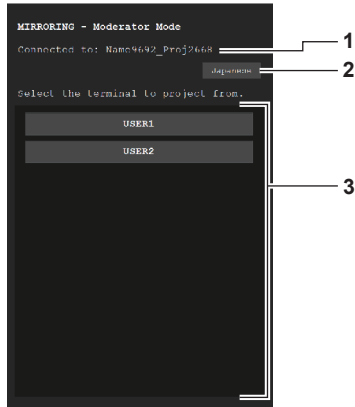 MIRRORING - Moderator Mode
Connected to: Name9692_Proj2668
1
Japanese
2
Select the terminal to project from.
USER1
USER2
3